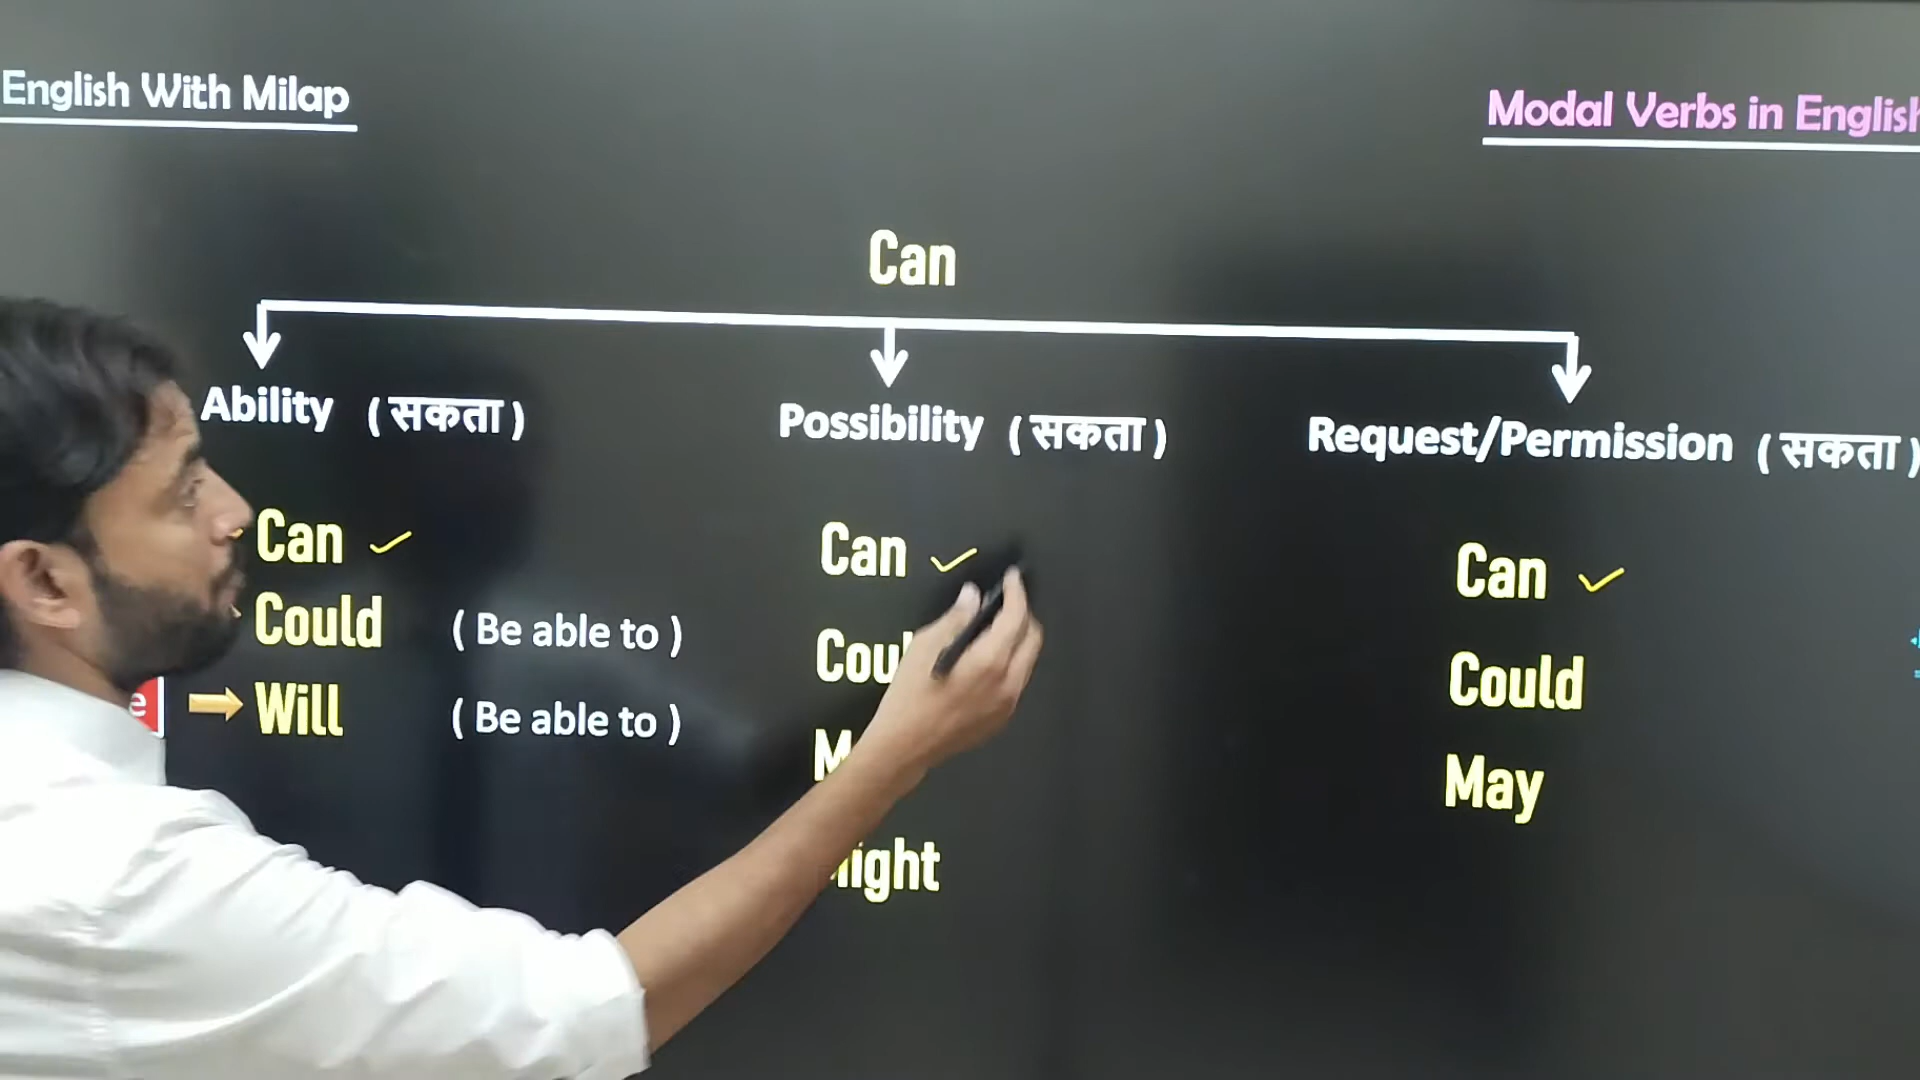 English With Milap
Modal Verbs in English
Can
Ability (सकता)
Possibility (सकता)
Request/Permission (सकता)
Can
Could (Be able to)
Will (Be able to)
Can
Can
Could
May